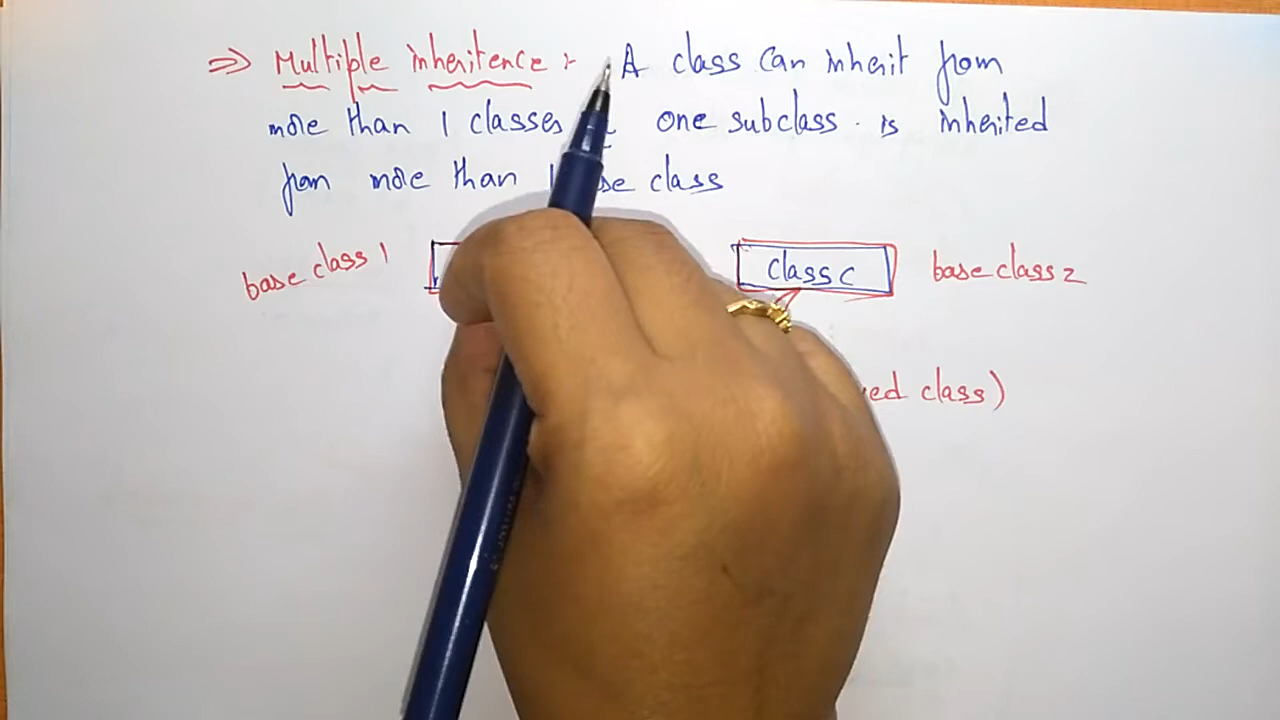 ⇒ Multiple inheritence :- A class can inherit from
more than 1 classes one subclass. is inherited
from more than class
base class 1 class C base class 2
class)